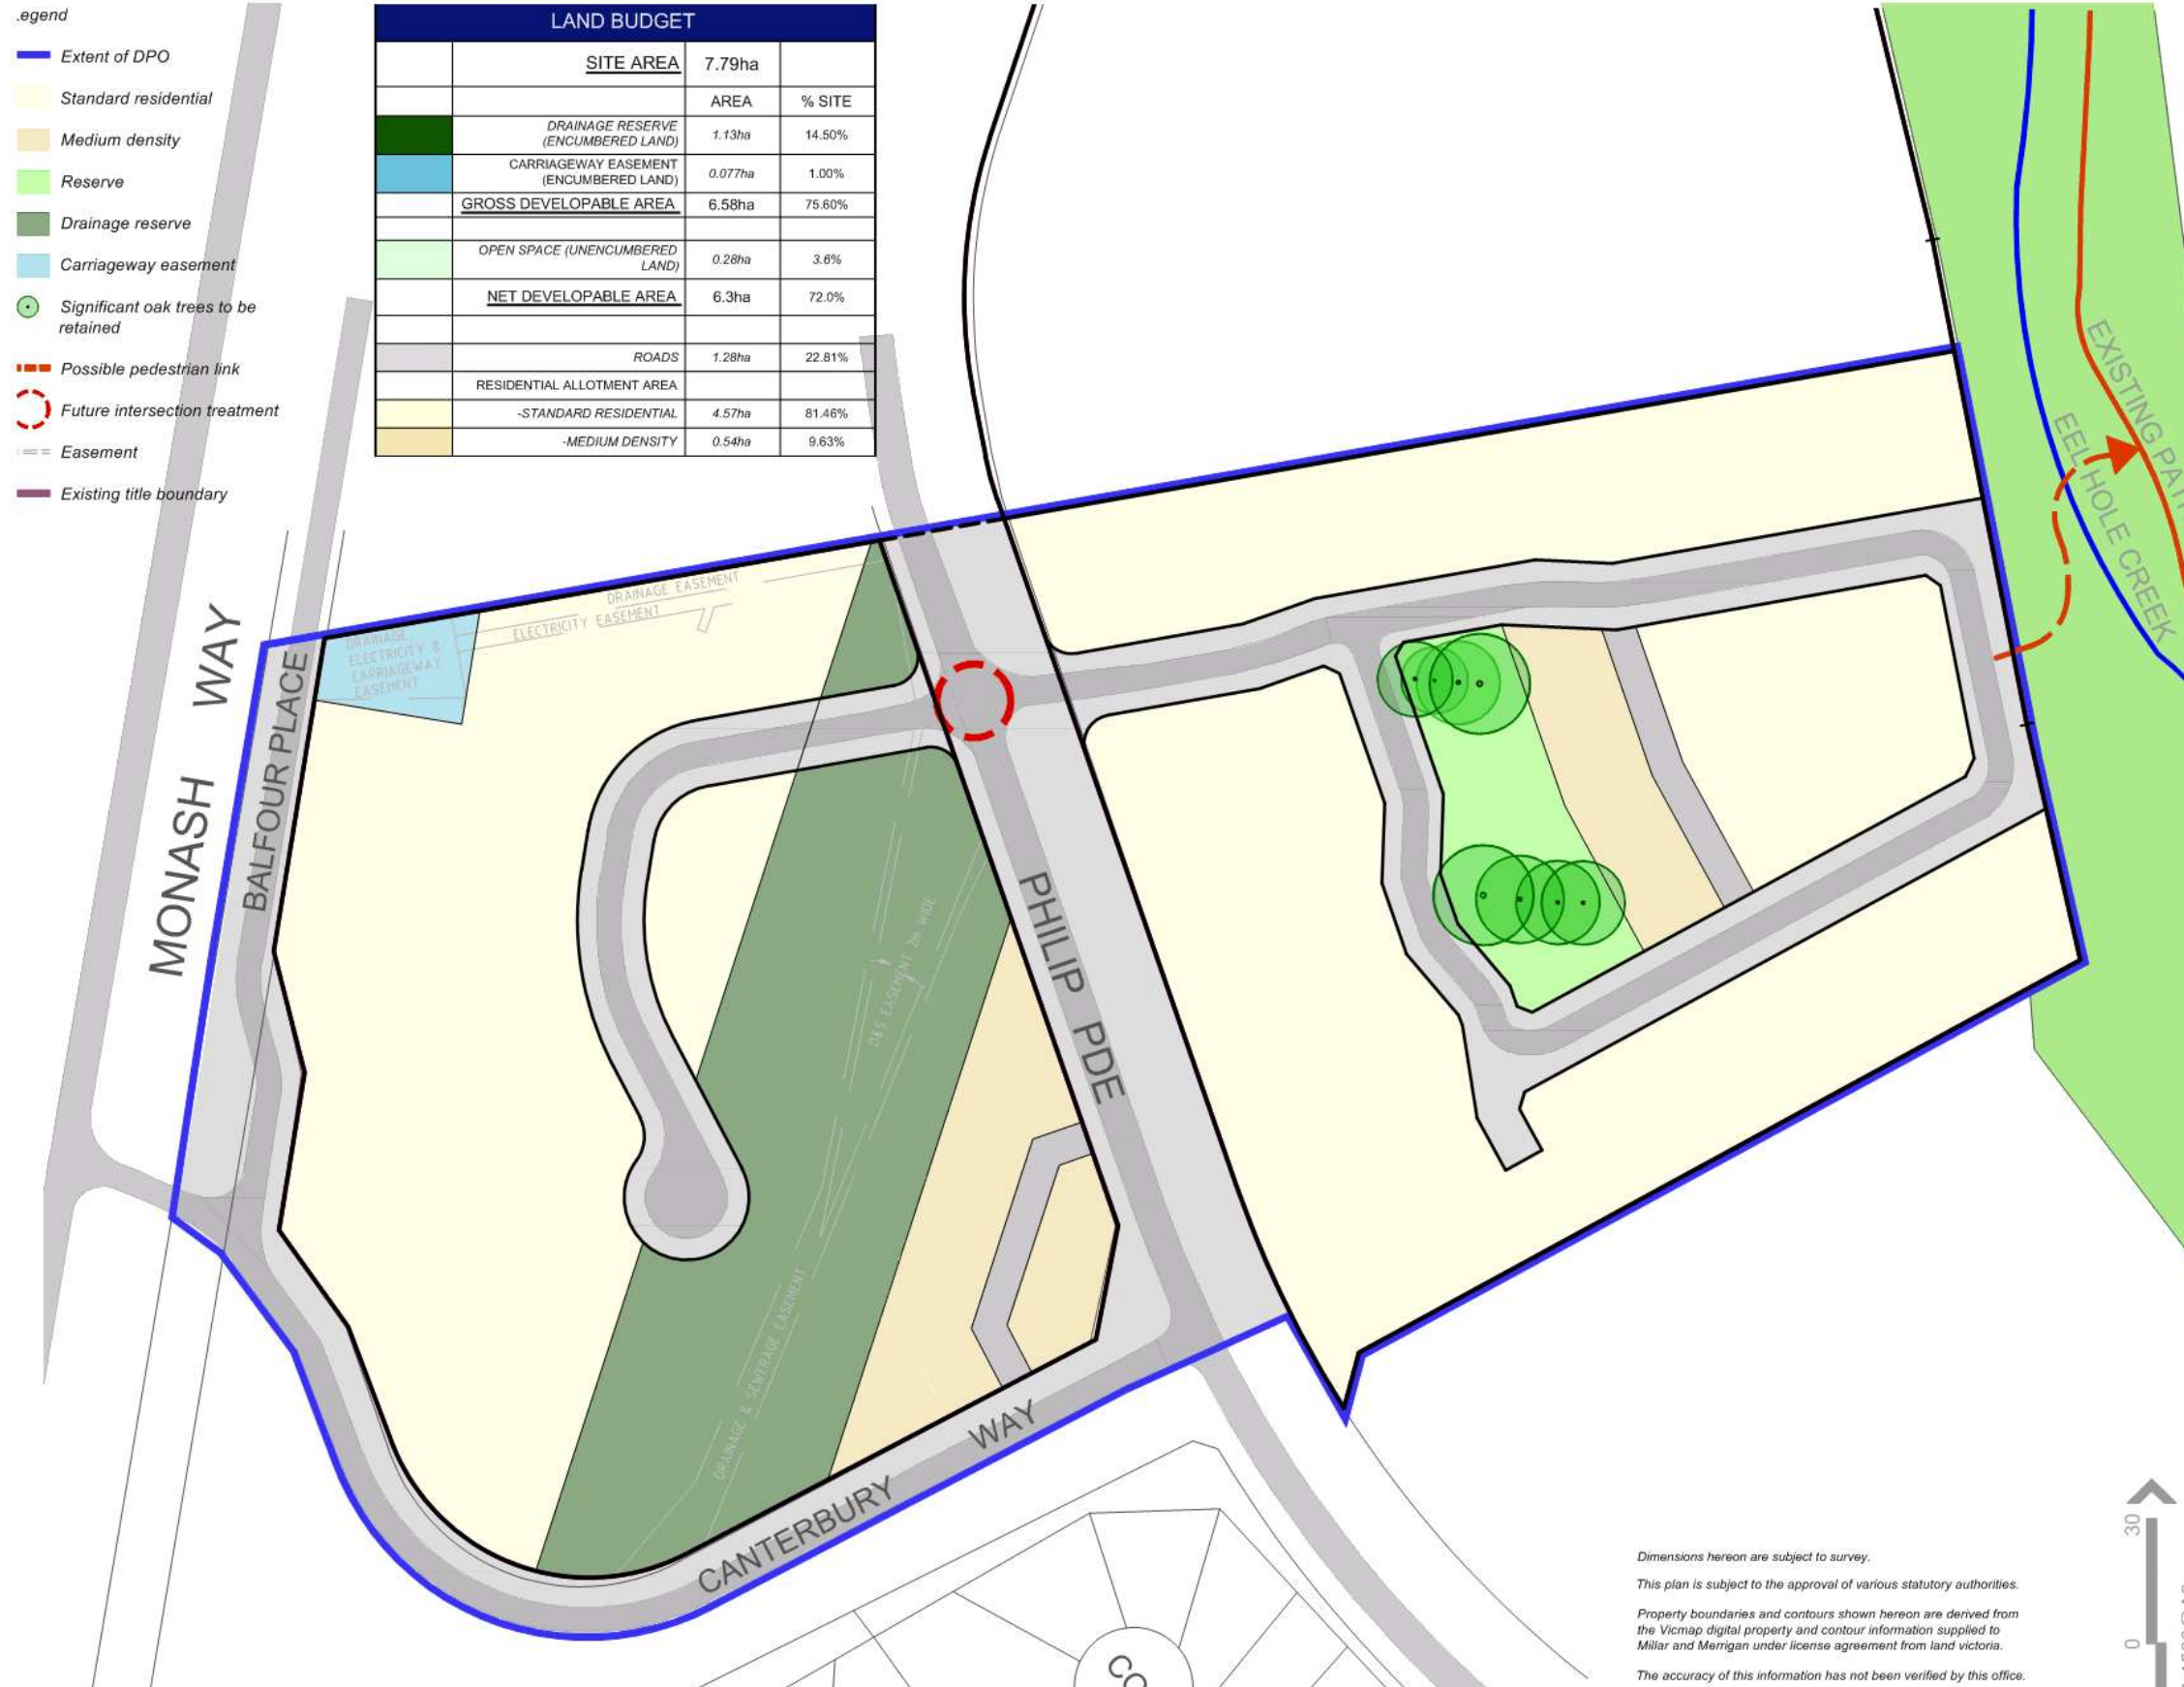 .egend
Extent of DPO
Standard residential
Medium density
Reserve
Drainage reserve
Carriageway easement
Significant oak trees to be
retained
Possible pedestrian link
Future intersection treatment
Easement
Existing title boundary
LAND BUDGET
SITE AREA 7.79ha
AREA % SITE
DRAINAGE RESERVE
(ENCUMBERED LAND) 1.13ha 14.50%
CARRIAGEWAY EASEMENT
(ENCUMBERED LAND) 0.077ha 1.00%
GROSS DEVELOPABLE AREA 6.58ha 75.60%
OPEN SPACE (UNENCUMBERED
LAND) 0.28ha 3.6%
NET DEVELOPABLE AREA 6.3ha 72.0%
ROADS 1.28ha 22.81%
RESIDENTIAL ALLOTMENT AREA
-STANDARD RESIDENTIAL 4.57ha 81.46%
-MEDIUM DENSITY 0.54ha 9.63%
EXISTING PAT
EEL HOLE CREEK
MONASH WAY
BALFOUR PLACE
ELECTRICITY &
CARRIAGEWAY
EASEMENT
DRAINAGE EASEMENT
ELECTRICITY EASEMENT
D&S EASEMENT 2m WIDE
PHILIP PDE
DRAINAGE & SEWERAGE EASEMENT
CANTERBURY WAY
CO
Dimensions hereon are subject to survey.
This plan is subject to the approval of various statutory authorities.
Property boundaries and contours shown hereon are derived from
the Vicmap digital property and contour information supplied to
Millar and Merrigan under license agreement from land victoria.
The accuracy of this information has not been verified by this office.
30
0